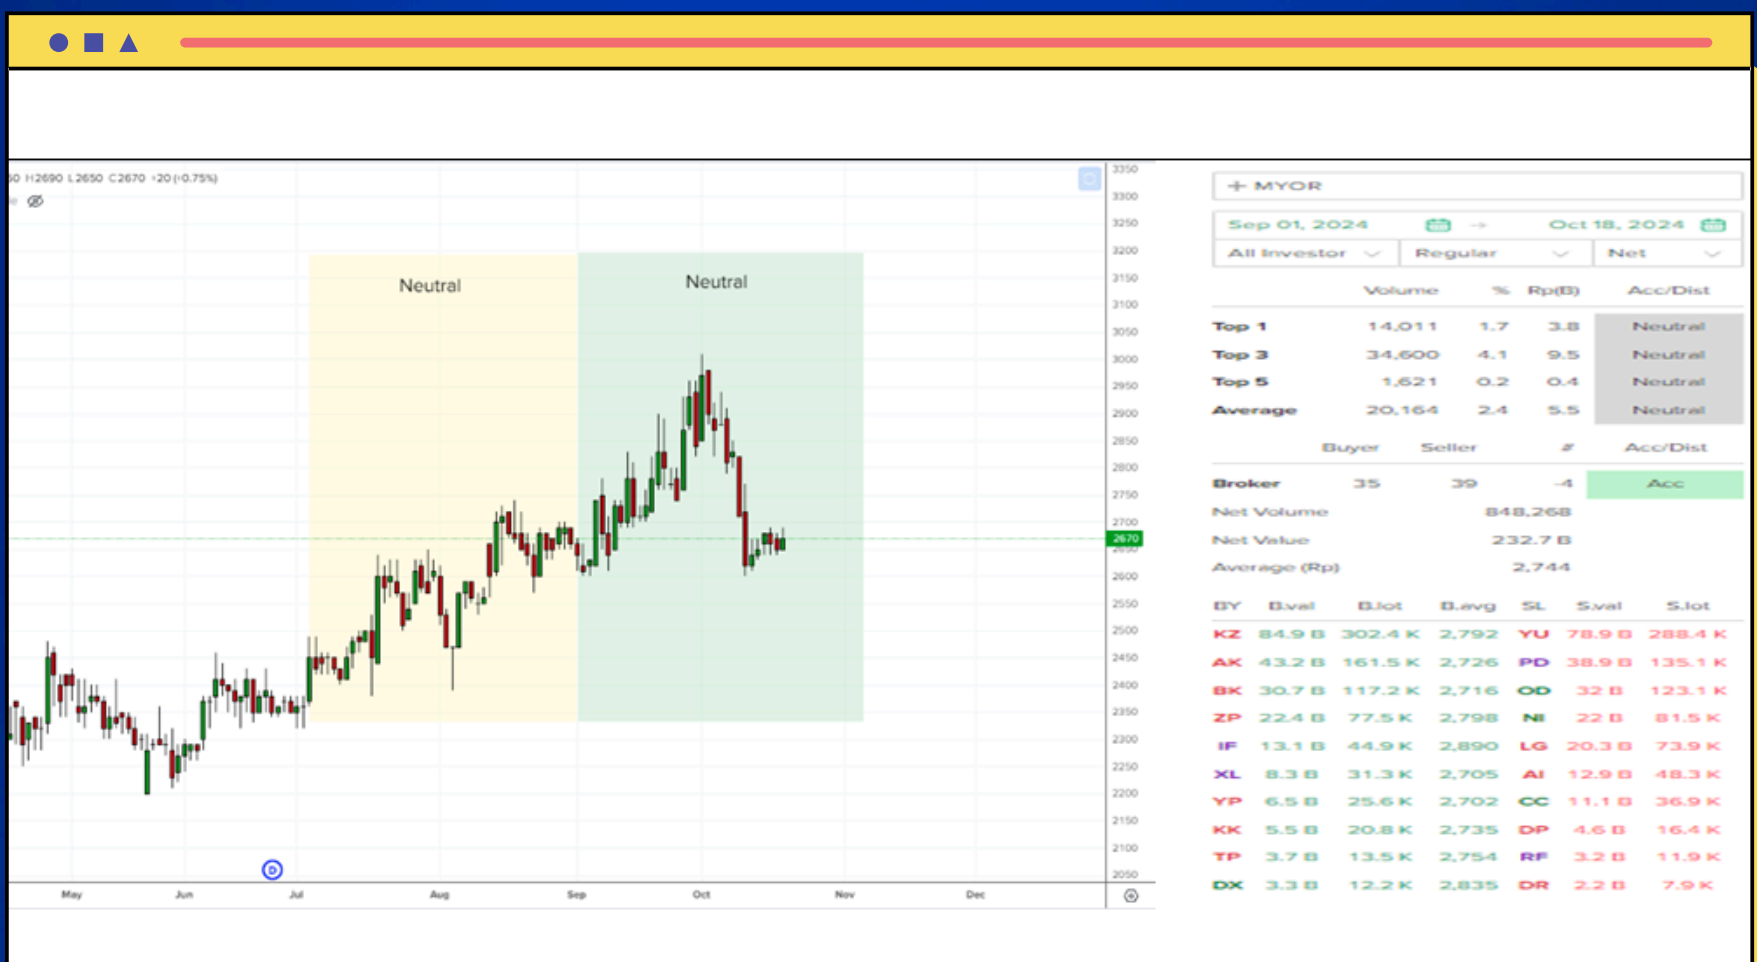 H2690 L2650 C2670 +20 (+0.75%)
Neutral
Neutral
3350
3300
3250
3200
3150
3100
3050
3000
2950
2900
2850
2800
2750
2700
2670
2650
2600
2550
2500
2450
2400
2350
2300
2250
2200
2150
2100
2050
D
May Jun Jul Aug Sep Oct Nov Dec
+ MYOR
Sep 01, 2024 → Oct 18, 2024
All Investor Regular Net
Volume % Rp(B) Acc/Dist
Top 1 14,011 1.7 3.8 Neutral
Top 3 34,600 4.1 9.5 Neutral
Top 5 1,621 0.2 0.4 Neutral
Average 20,164 2.4 5.5 Neutral
Buyer Seller # Acc/Dist
Broker 35 39 -4 Acc
Net Volume 848,268
Net Value 232.7 B
Average (Rp) 2,744
BY B.val B.lot B.avg SL S.val S.lot
KZ 84.9 B 302.4 K 2,792 YU 78.9 B 288.4 K
AK 43.2 B 161.5 K 2,726 PD 38.9 B 135.1 K
BK 30.7 B 117.2 K 2,716 OD 32 B 123.1 K
ZP 22.4 B 77.5 K 2,798 NI 22 B 81.5 K
IF 13.1 B 44.9 K 2,890 LG 20.3 B 73.9 K
XL 8.3 B 31.3 K 2,705 AI 12.9 B 48.3 K
YP 6.5 B 25.6 K 2,702 CC 11.1 B 36.9 K
KK 5.5 B 20.8 K 2,735 DP 4.6 B 16.4 K
TP 3.7 B 13.5 K 2,754 RF 3.2 B 11.9 K
DX 3.3 B 12.2 K 2,835 DR 2.2 B 7.9 K